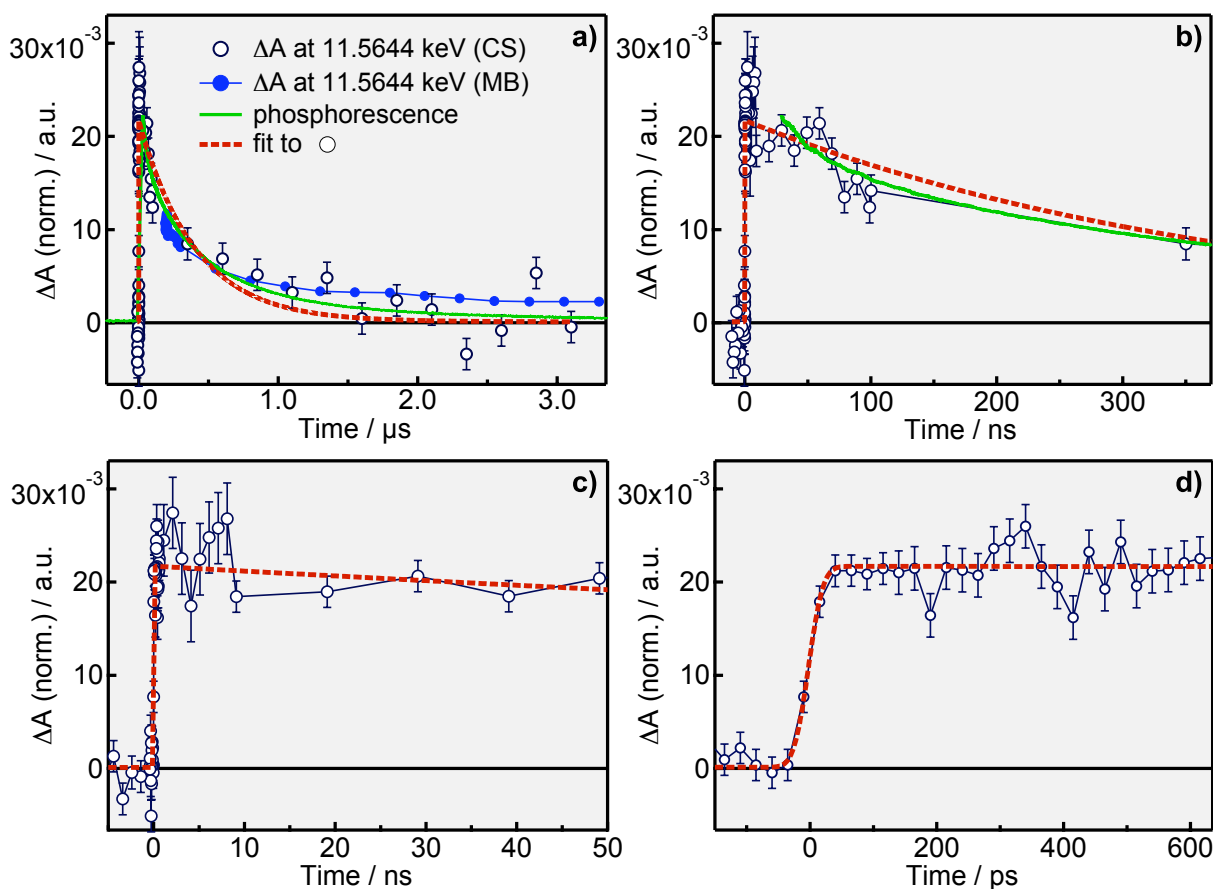 a)
30x10⁻³
ΔA at 11.5644 keV (CS)
ΔA at 11.5644 keV (MB)
phosphorescence
fit to ○
ΔA (norm.) / a.u.
20
10
0
0.0 1.0 2.0 3.0
Time / µs
b)
30x10⁻³
ΔA (norm.) / a.u.
20
10
0
0 100 200 300
Time / ns
c)
30x10⁻³
ΔA (norm.) / a.u.
20
10
0
0 10 20 30 40 50
Time / ns
d)
30x10⁻³
ΔA (norm.) / a.u.
20
10
0
0 200 400 600
Time / ps